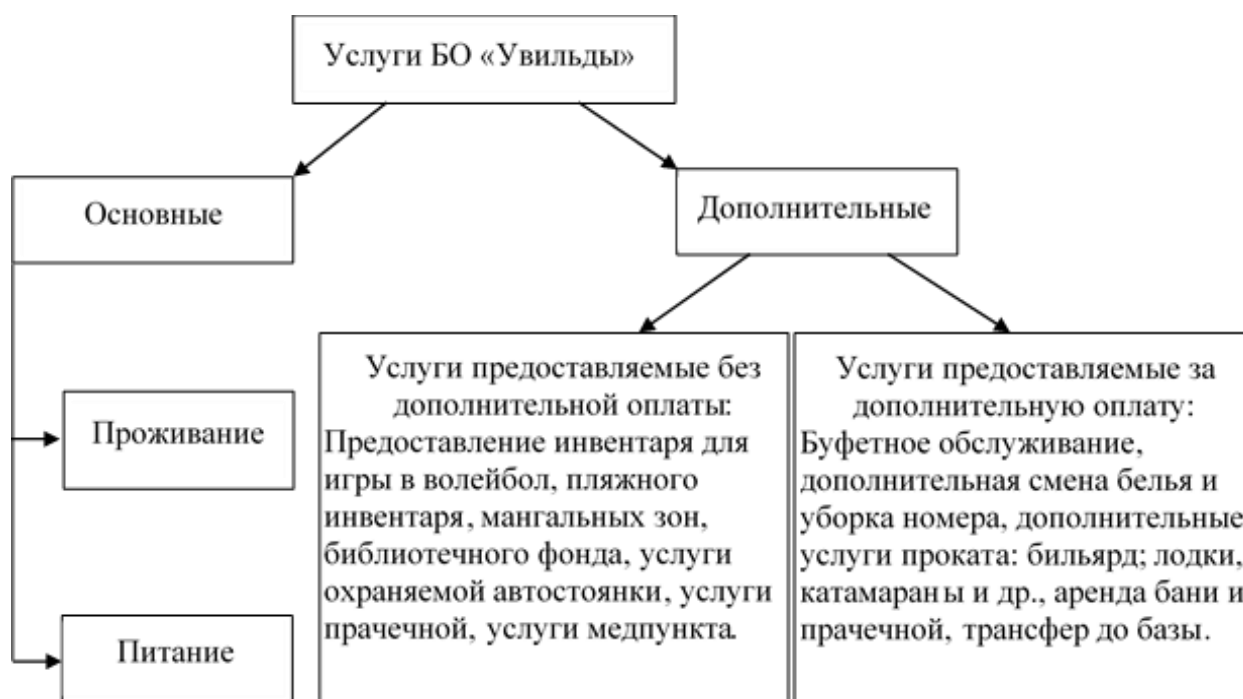 Услуги БО «Увильды»
Основные
Дополнительные
Проживание
Питание
Услуги предоставляемые без
дополнительной оплаты:
Предоставление инвентаря для
игры в волейбол, пляжного
инвентаря, мангальных зон,
библиотечного фонда, услуги
охраняемой автостоянки, услуги
прачечной, услуги медпункта.
Услуги предоставляемые за
дополнительную оплату:
Буфетное обслуживание,
дополнительная смена белья и
уборка номера, дополнительные
услуги проката: бильярд; лодки,
катамараны и др., аренда бани и
прачечной, трансфер до базы.